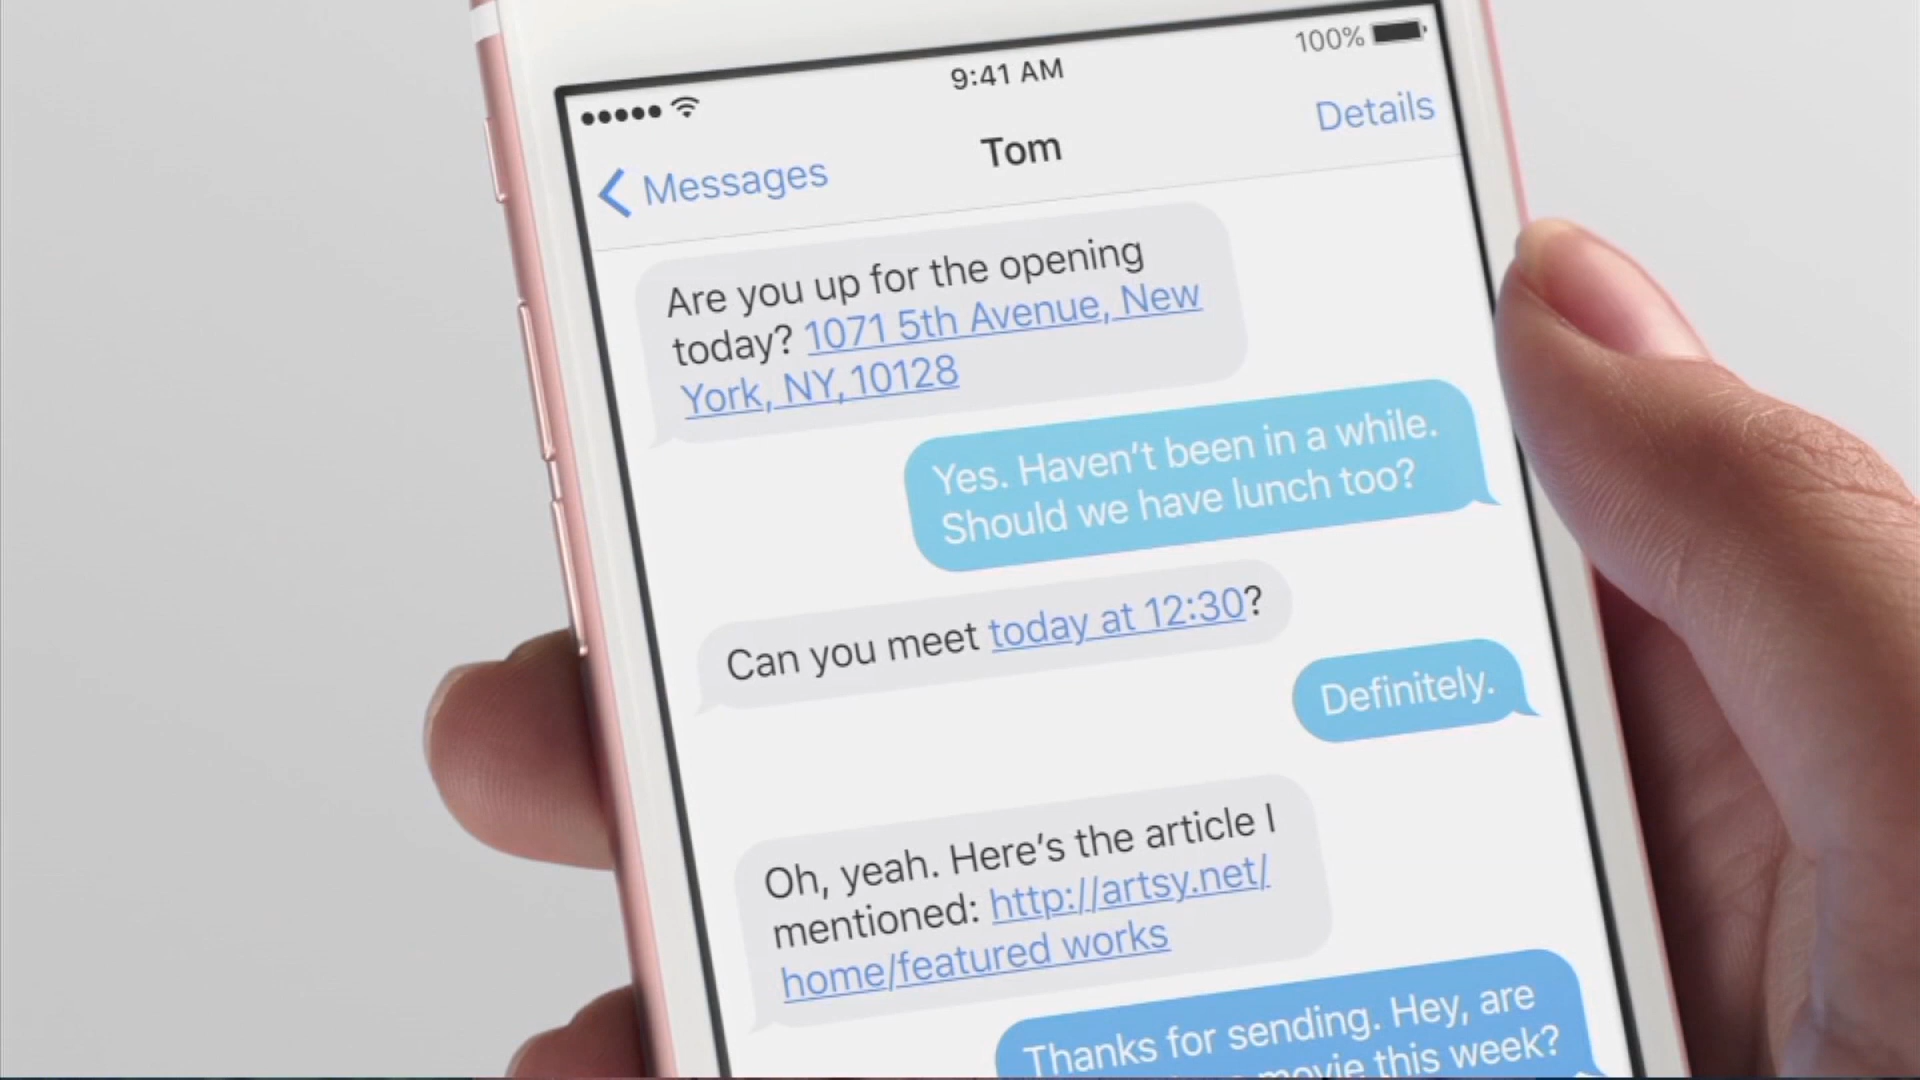 9:41 AM
100%
Messages
Tom
Details
Are you up for the opening
today? 1071 5th Avenue, New
York, NY, 10128
Yes. Haven't been in a while.
Should we have lunch too?
Can you meet today at 12:30?
Definitely.
Oh, yeah. Here's the article I
mentioned: http://artsy.net/
home/featured works
Thanks for sending. Hey, are
movie this week?